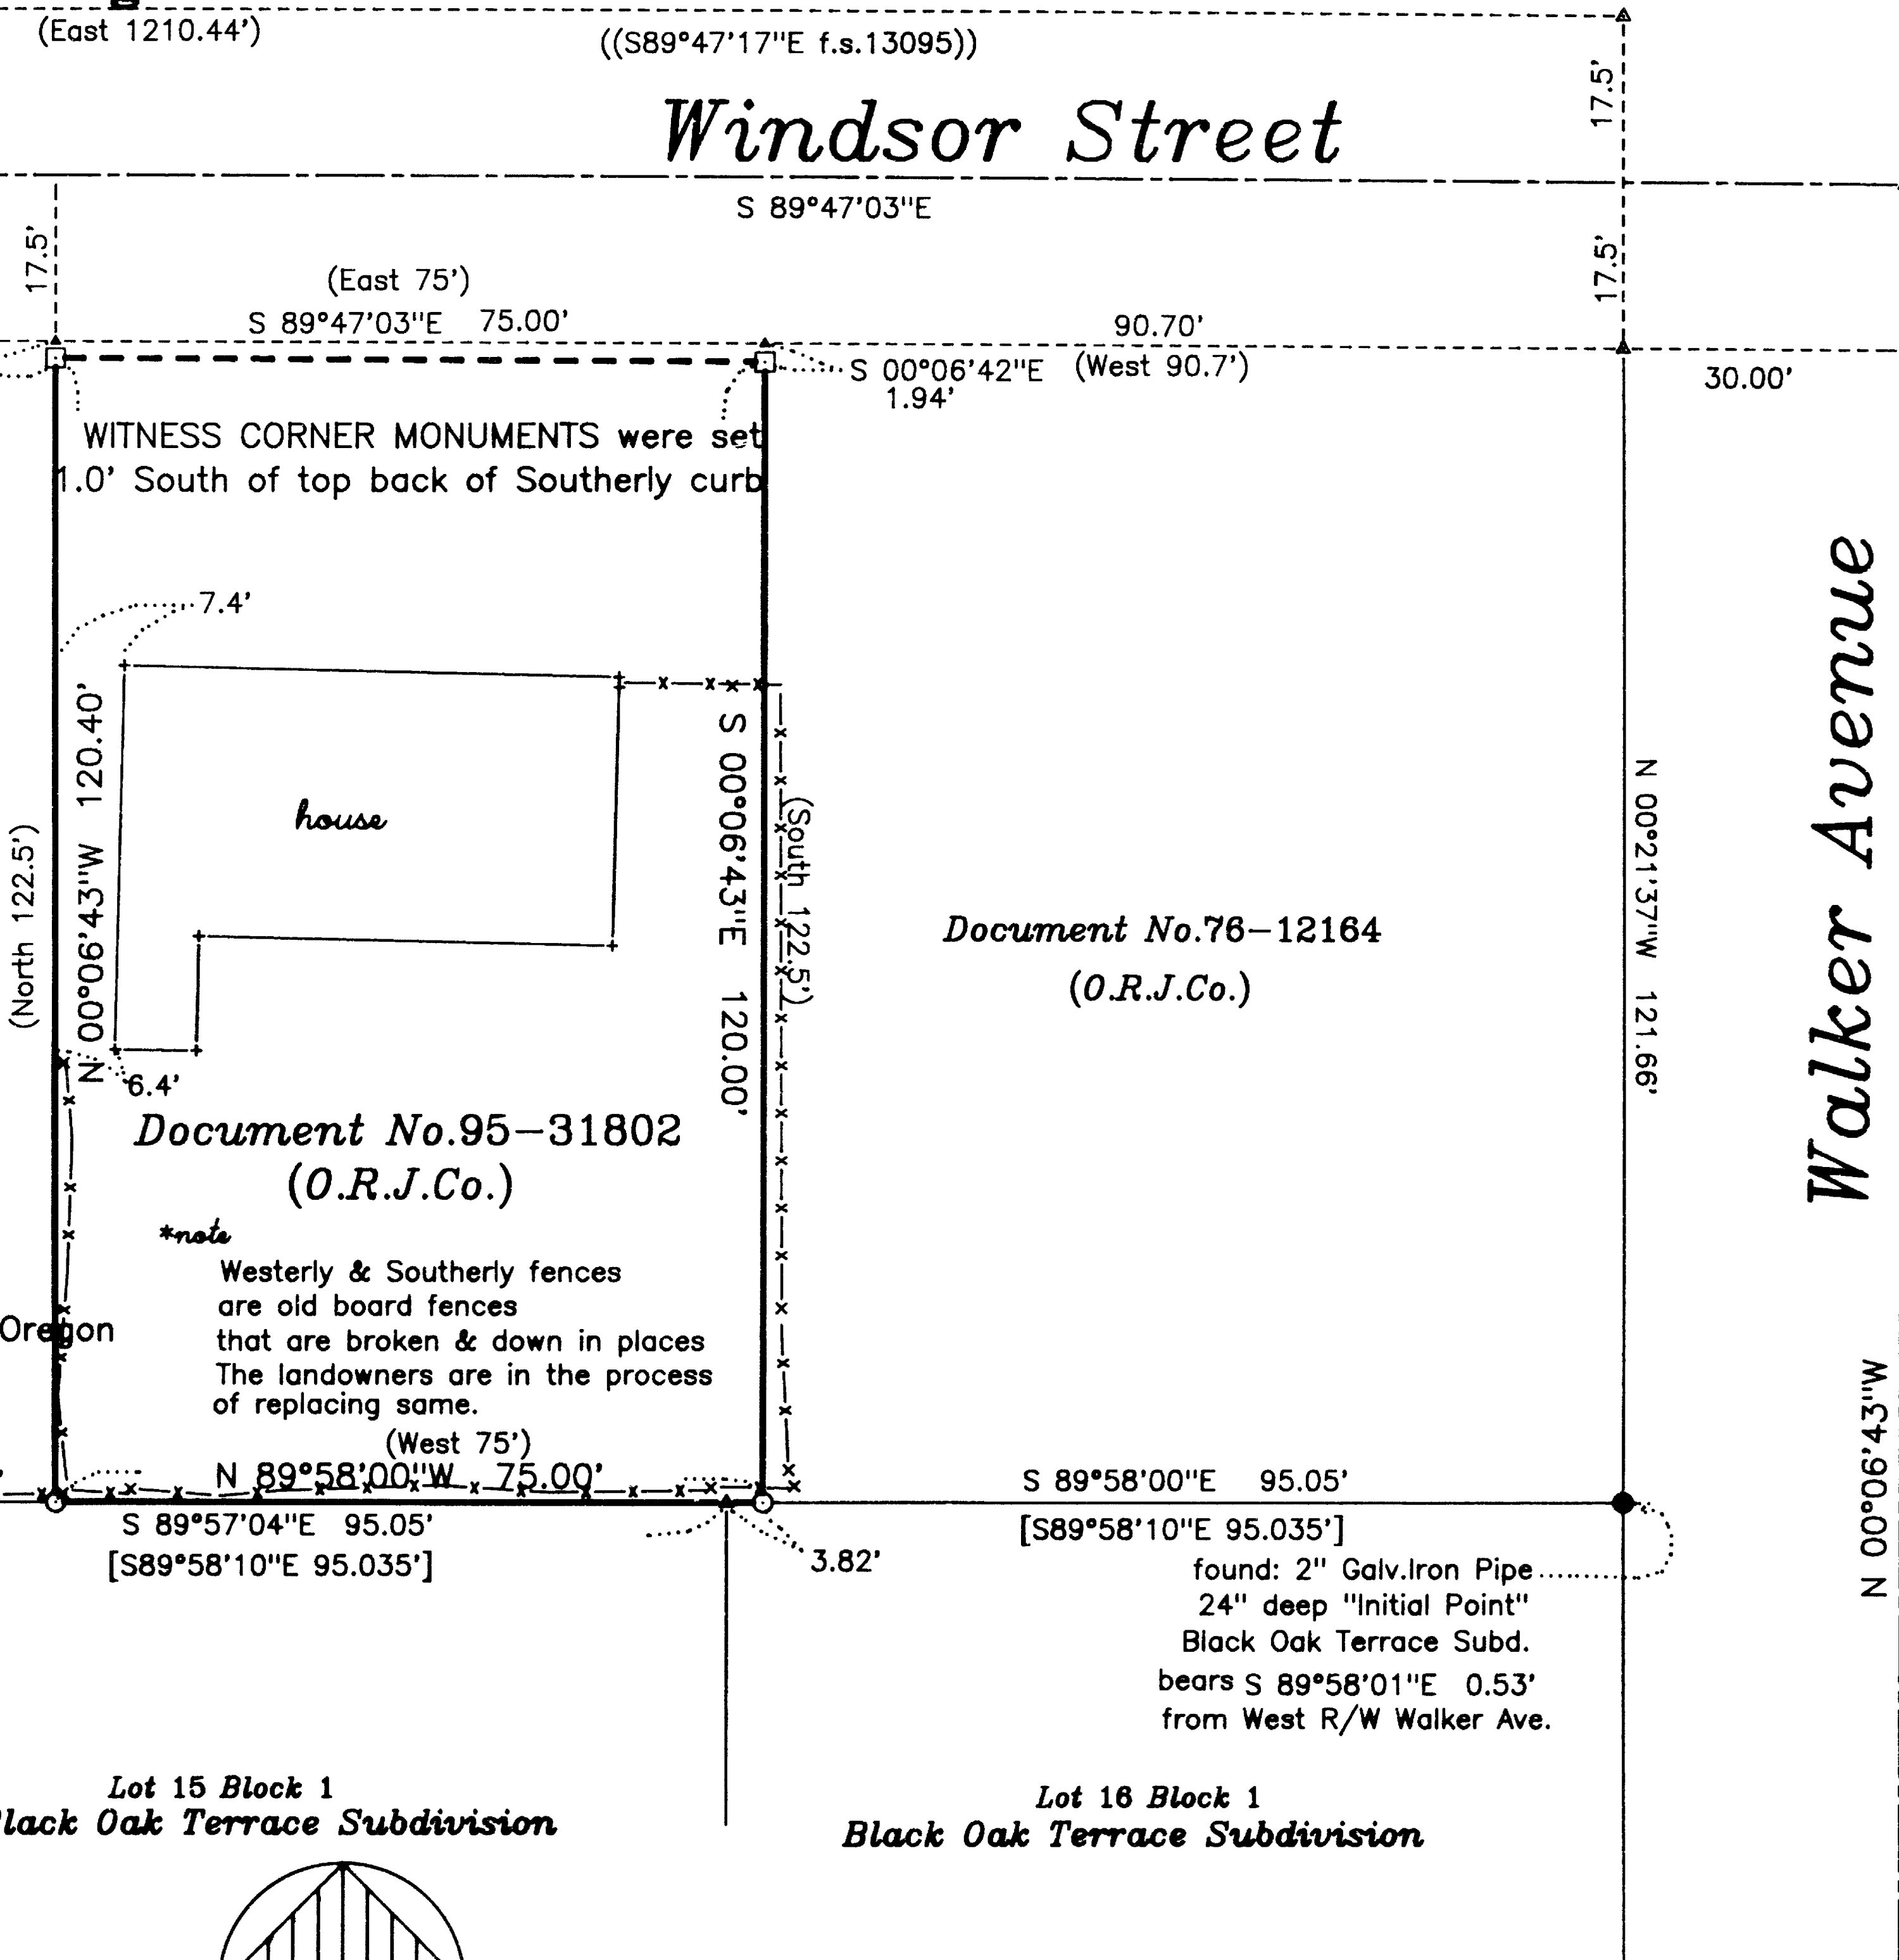 (East 1210.44')
((S89°47'17"E f.s.13095))
17.5'
Windsor Street
S 89°47'03"E
17.5'
17.5'
(East 75')
S 89°47'03"E 75.00'
90.70'
S 00°06'42"E (West 90.7')
1.94'
30.00'
WITNESS CORNER MONUMENTS were set
1.0' South of top back of Southerly curb
7.4'
(North 122.5')
N 00°06'43"W 120.40'
house
S 00°06'43"E 120.00'
(South 122.5')
Document No.76-12164
(O.R.J.Co.)
N 00°21'37"W 121.66'
Walker Avenue
6.4'
Document No.95-31802
(O.R.J.Co.)
*note
Westerly & Southerly fences
are old board fences
that are broken & down in places
The landowners are in the process
of replacing same.
Oregon
(West 75')
N 89°58'00"W 75.00'
S 89°58'00"E 95.05'
N 00°06'43"W
S 89°57'04"E 95.05'
[S89°58'10"E 95.035']
[S89°58'10"E 95.035']
3.82'
found: 2" Galv.Iron Pipe
24" deep "Initial Point"
Black Oak Terrace Subd.
bears S 89°58'01"E 0.53'
from West R/W Walker Ave.
Lot 15 Block 1
lack Oak Terrace Subdivision
Lot 16 Block 1
Black Oak Terrace Subdivision